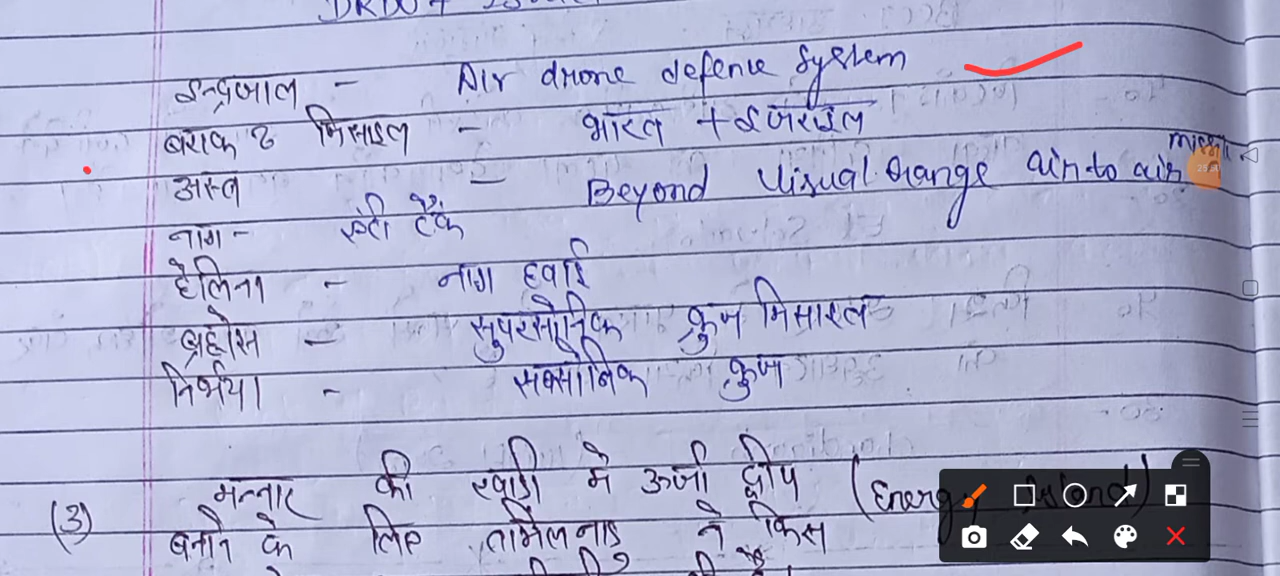 इन्द्रजाल - Air drone defence System
बराक 8 मिसाइल - भारत + इजराइल
अस्त्र - Beyond Visual Range air to air
नाग - एंटी टैंक
हेलिना - नाग हवाई
ब्रह्मोस - सुपरसोनिक क्रुज मिसाइल
निर्भया - सबसोनिक क्रुज
(3) मन्नार की खाड़ी में ऊर्जा द्वीप (Energy Island)
बनाने के लिए तमिलनाडु ने किस